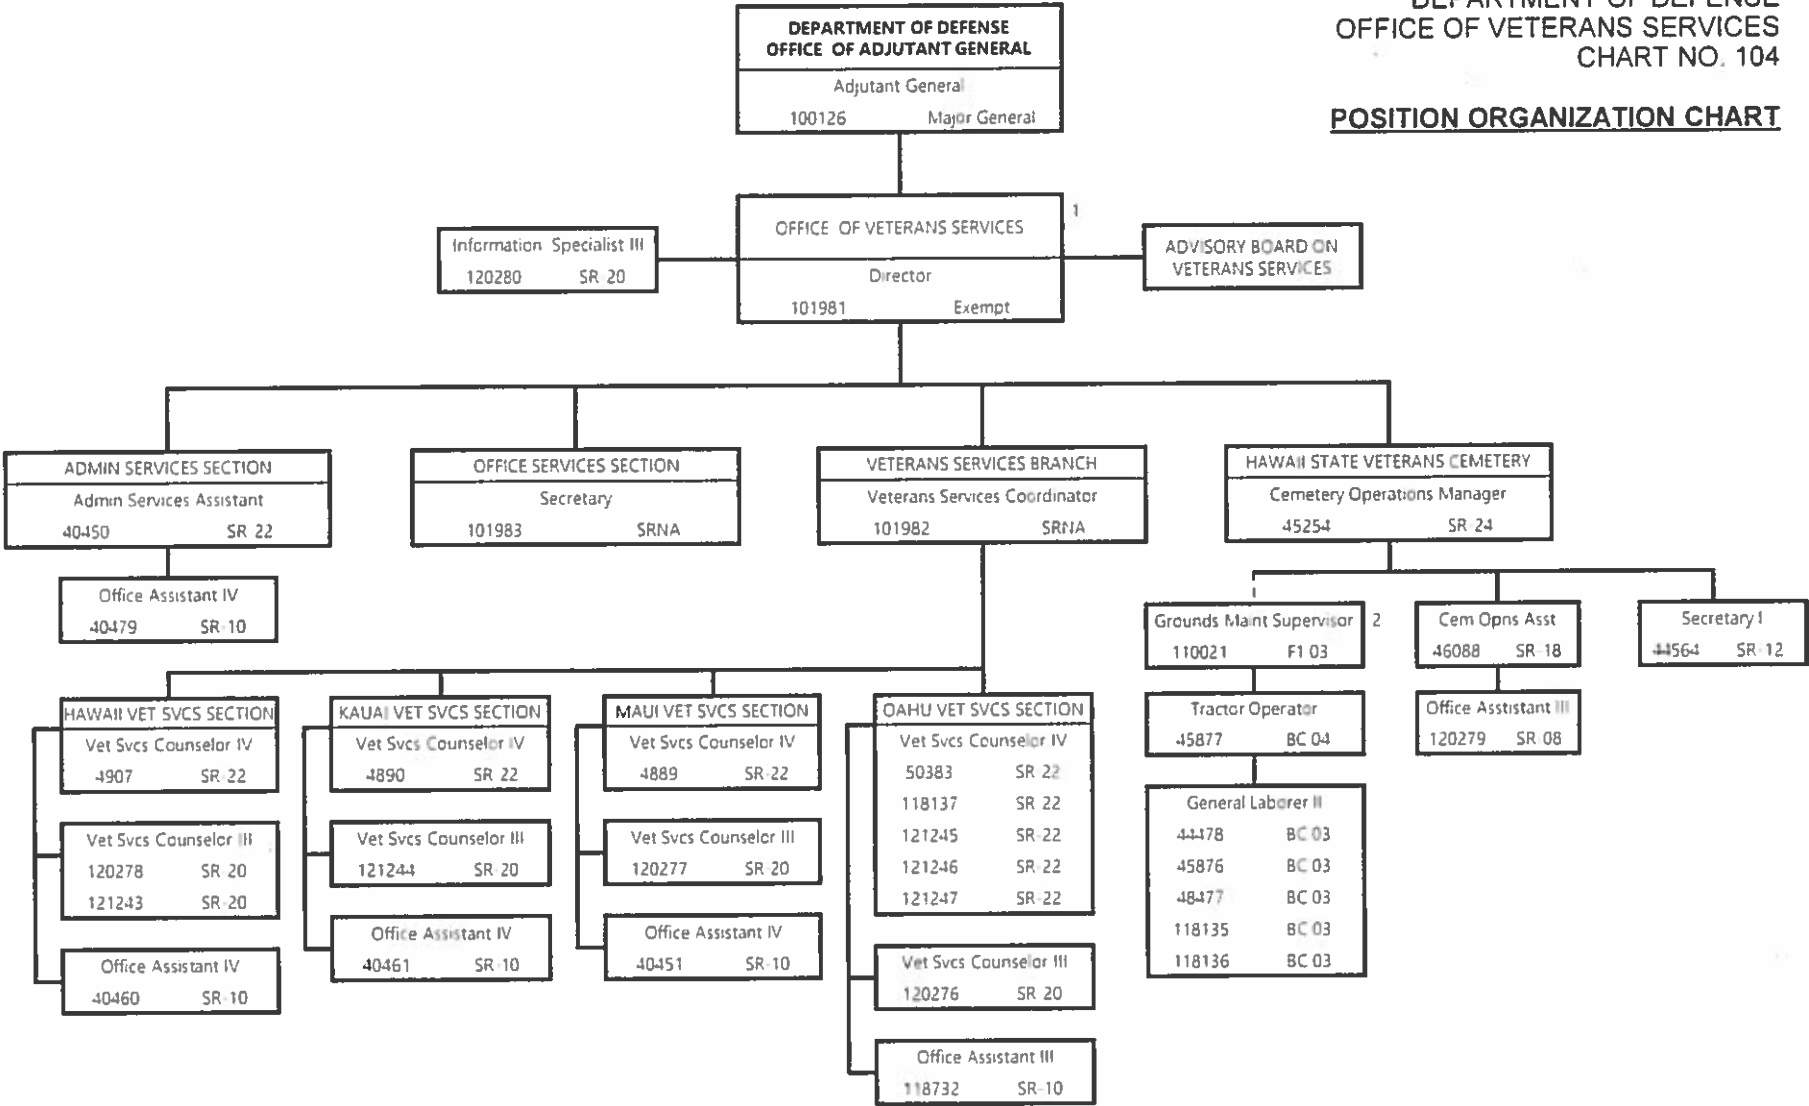 DEPARTMENT OF DEFENSE
OFFICE OF VETERANS SERVICES
CHART NO. 104
POSITION ORGANIZATION CHART
DEPARTMENT OF DEFENSE
OFFICE OF ADJUTANT GENERAL
Adjutant General
100126 Major General
OFFICE OF VETERANS SERVICES
1
Director
101981 Exempt
Information Specialist III
120280 SR 20
ADVISORY BOARD ON
VETERANS SERVICES
ADMIN SERVICES SECTION
Admin Services Assistant
40450 SR 22
Office Assistant IV
40479 SR-10
OFFICE SERVICES SECTION
Secretary
101983 SRNA
VETERANS SERVICES BRANCH
Veterans Services Coordinator
101982 SRNA
HAWAII STATE VETERANS CEMETERY
Cemetery Operations Manager
45254 SR-24
Grounds Maint Supervisor 2
110021 F1 03
Tractor Operator
45877 BC 04
General Laborer II
44478 BC 03
45876 BC 03
48477 BC 03
118135 BC 03
118136 BC 03
Cem Opns Asst
46088 SR-18
Office Asstistant III
120279 SR 08
Secretary I
44564 SR-12
HAWAII VET SVCS SECTION
Vet Svcs Counselor IV
4907 SR-22
Vet Svcs Counselor III
120278 SR 20
121243 SR-20
Office Assistant IV
40460 SR-10
KAUAI VET SVCS SECTION
Vet Svcs Counselor IV
4890 SR 22
Vet Svcs Counselor III
121244 SR-20
Office Assistant IV
40461 SR-10
MAUI VET SVCS SECTION
Vet Svcs Counselor IV
4889 SR-22
Vet Svcs Counselor III
120277 SR-20
Office Assistant IV
40451 SR-10
OAHU VET SVCS SECTION
Vet Svcs Counselor IV
50383 SR 22
118137 SR 22
121245 SR-22
121246 SR-22
121247 SR-22
Vet Svcs Counselor III
120276 SR 20
Office Assistant III
118732 SR-10